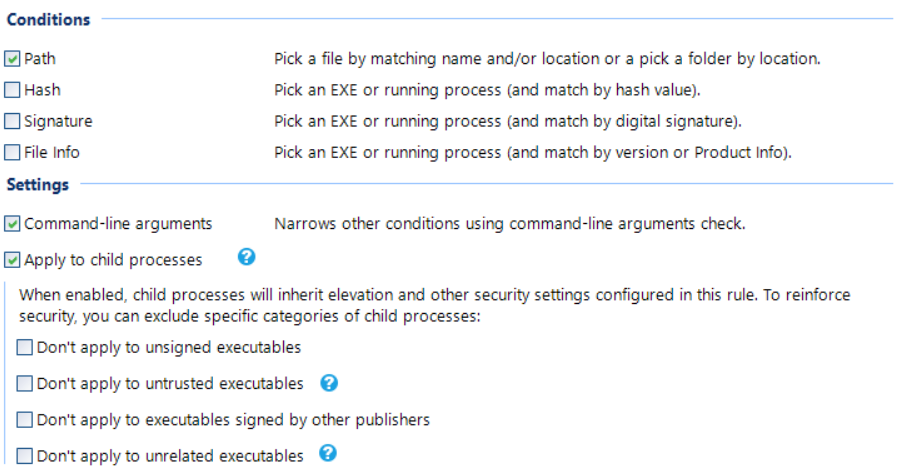 Conditions
Path Pick a file by matching name and/or location or a pick a folder by location.
Hash Pick an EXE or running process (and match by hash value).
Signature Pick an EXE or running process (and match by digital signature).
File Info Pick an EXE or running process (and match by version or Product Info).
Settings
Command-line arguments Narrows other conditions using command-line arguments check.
Apply to child processes ?
When enabled, child processes will inherit elevation and other security settings configured in this rule. To reinforce
security, you can exclude specific categories of child processes:
Don't apply to unsigned executables
Don't apply to untrusted executables ?
Don't apply to executables signed by other publishers
Don't apply to unrelated executables ?